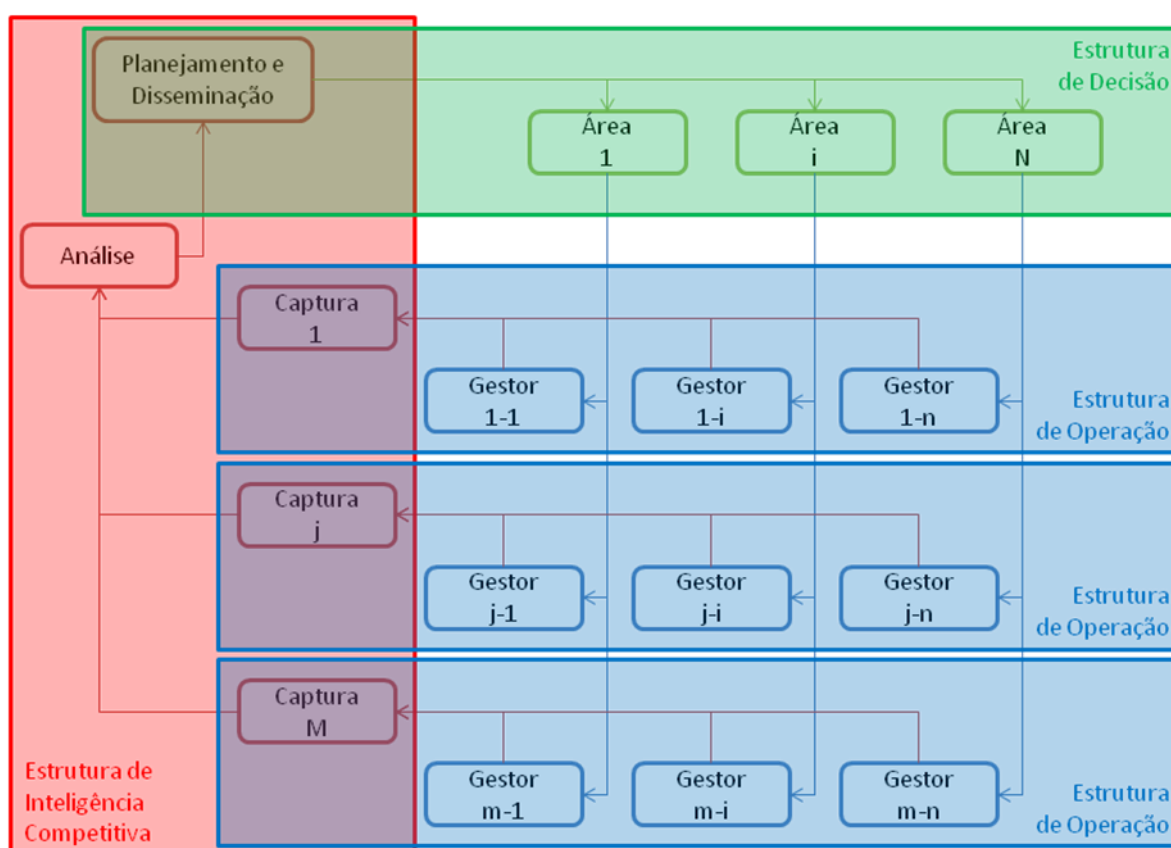 Planejamento e
Disseminação
Estrutura
de Decisão
Área
1
Área
i
Área
N
Análise
Captura
1
Gestor
1-1
Gestor
1-i
Gestor
1-n
Estrutura
de Operação
Captura
j
Gestor
j-1
Gestor
j-i
Gestor
j-n
Estrutura
de Operação
Captura
M
Gestor
m-1
Gestor
m-i
Gestor
m-n
Estrutura
de Operação
Estrutura de
Inteligência
Competitiva